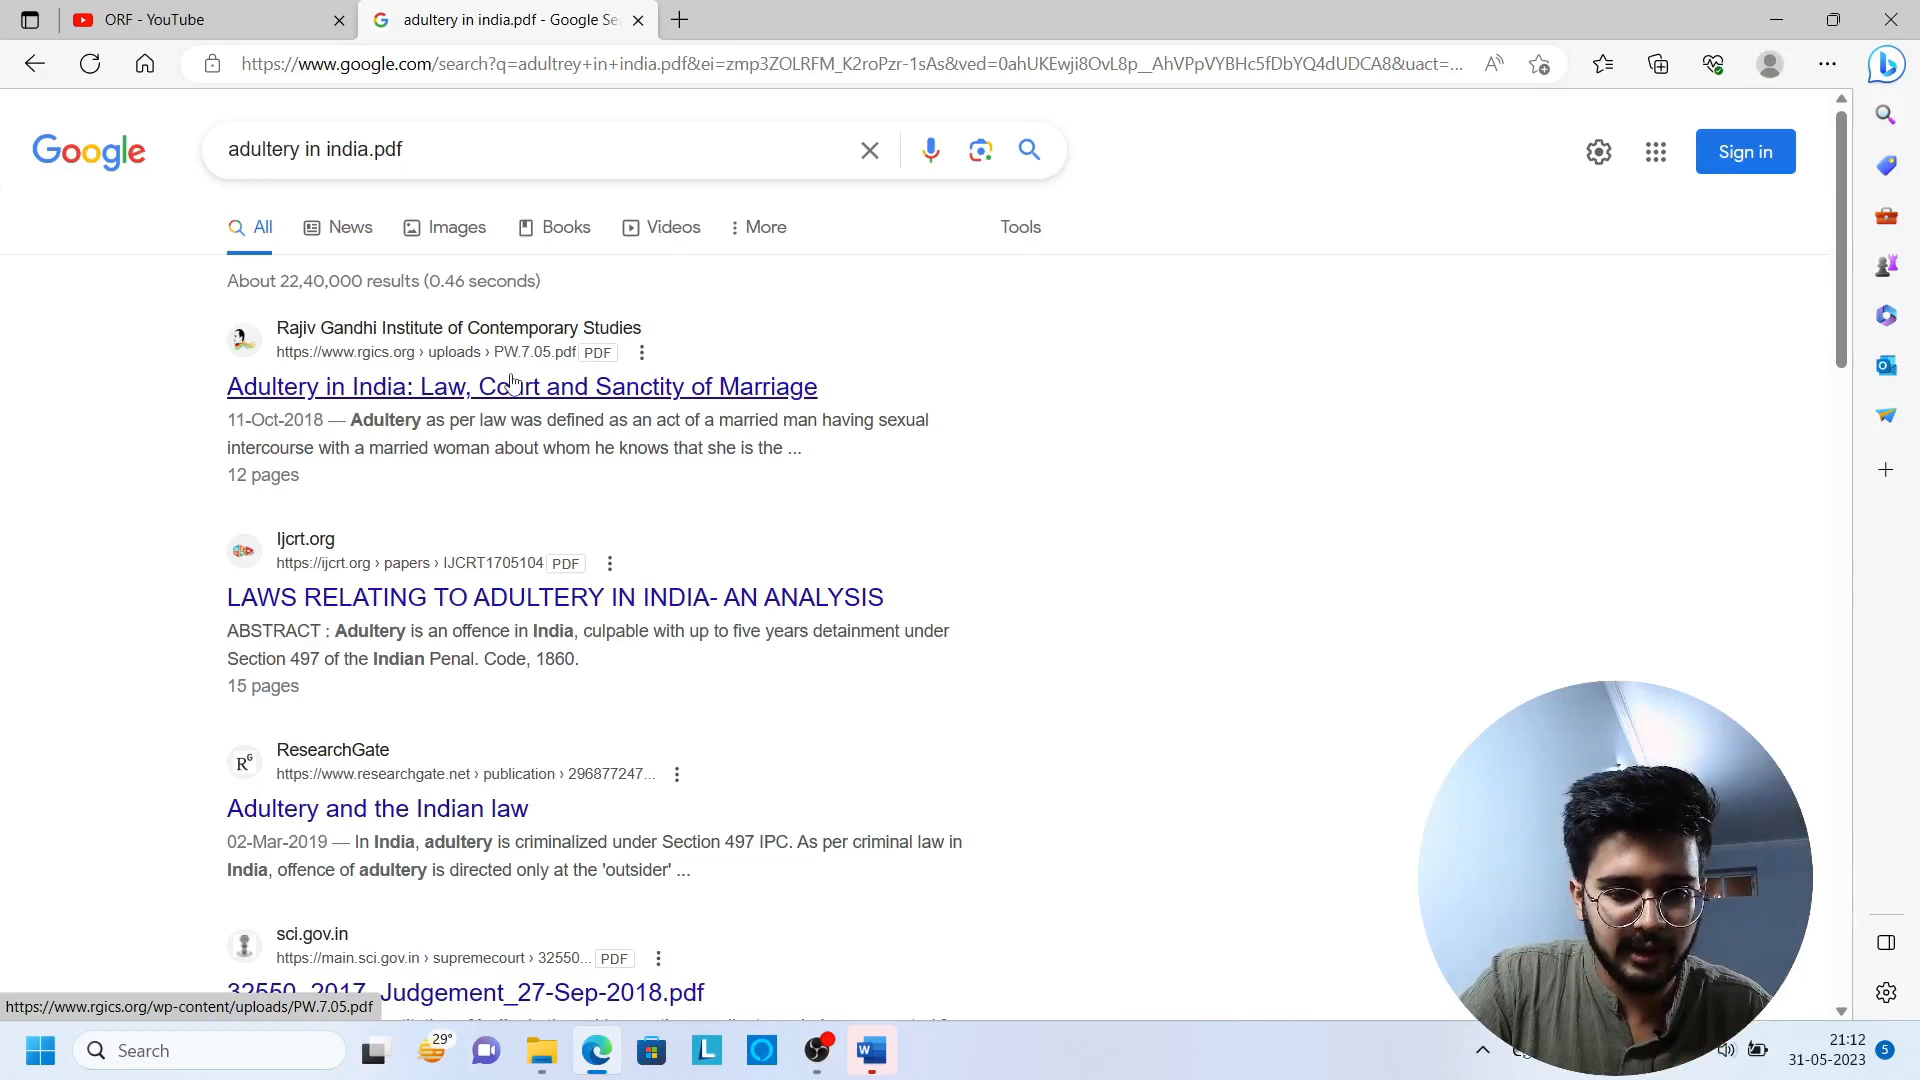 ORF - YouTube
adultery in india.pdf - Google Se
https://www.google.com/search?q=adultrey+in+india.pdf&ei=zmp3ZOLRFM_K2roPzr-1sAs&ved=0ahUKEwji8OvL8p__AhVPpVYBHc5fDbYQ4dUDCA8&uact=...
Google
adultery in india.pdf
Sign in
All
News
Images
Books
Videos
More
Tools
About 22,40,000 results (0.46 seconds)
Rajiv Gandhi Institute of Contemporary Studies
https://www.rgics.org › uploads › PW.7.05.pdf PDF
Adultery in India: Law, Court and Sanctity of Marriage
11-Oct-2018 — Adultery as per law was defined as an act of a married man having sexual
intercourse with a married woman about whom he knows that she is the ...
12 pages
Ijcrt.org
https://ijcrt.org › papers › IJCRT1705104 PDF
LAWS RELATING TO ADULTERY IN INDIA- AN ANALYSIS
ABSTRACT : Adultery is an offence in India, culpable with up to five years detainment under
Section 497 of the Indian Penal. Code, 1860.
15 pages
ResearchGate
https://www.researchgate.net › publication › 296877247...
Adultery and the Indian law
02-Mar-2019 — In India, adultery is criminalized under Section 497 IPC. As per criminal law in
India, offence of adultery is directed only at the 'outsider' ...
sci.gov.in
https://main.sci.gov.in › supremecourt › 32550... PDF
32550_2017_Judgement_27-Sep-2018.pdf
https://www.rgics.org/wp-content/uploads/PW.7.05.pdf
Search
29°
21:12
31-05-2023
5